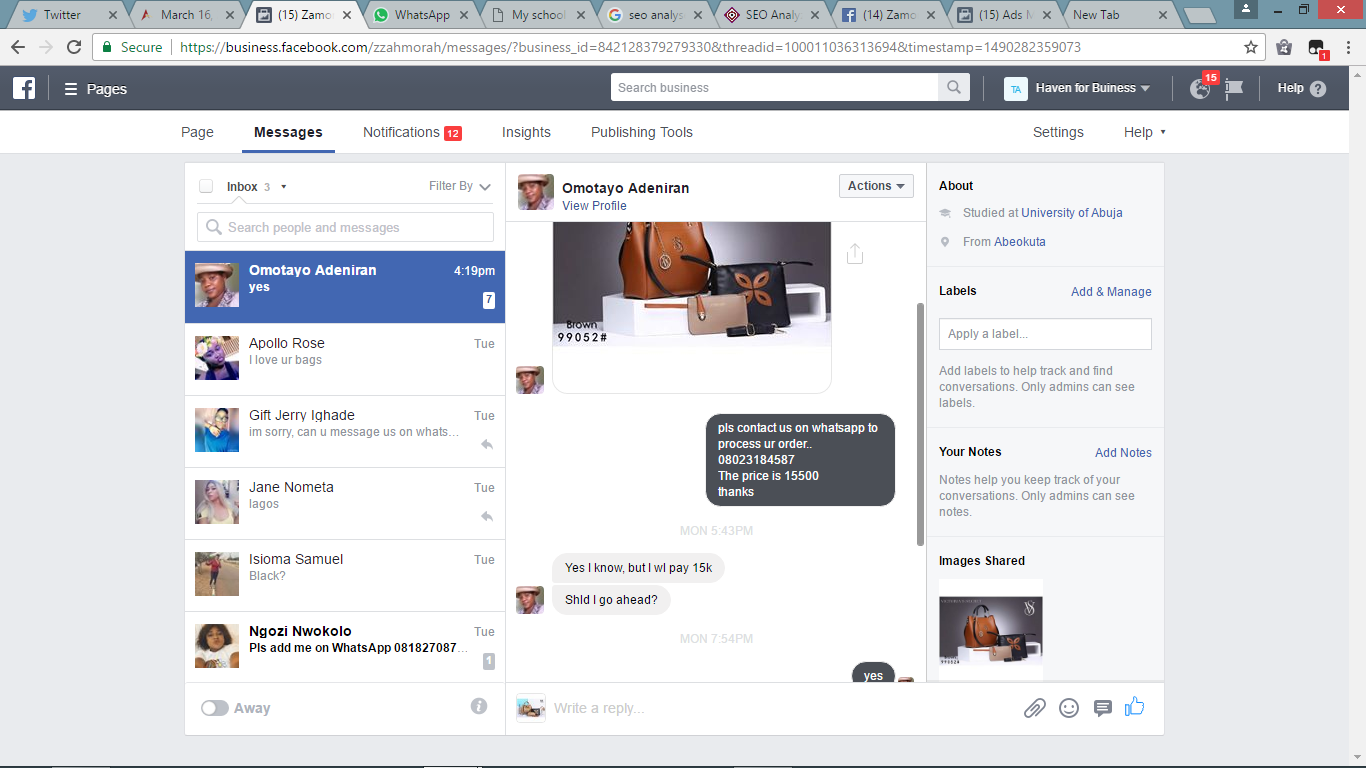 Twitter
March 16,
(15) Zamo
WhatsApp
My school
seo analys
SEO Analy
(14) Zamo
(15) Ads M
New Tab
Secure
https://business.facebook.com/zzahmorah/messages/?business_id=842128379279330&threadid=100011036313694&timestamp=1490282359073
1
Pages
Search business
TA
Haven for Buiness
15
Help
Page
Messages
Notifications 12
Insights
Publishing Tools
Settings
Help
Inbox 3
Filter By
Search people and messages
Omotayo Adeniran 4:19pm
yes
7
Apollo Rose Tue
I love ur bags
Gift Jerry Ighade Tue
im sorry, can u message us on whats...
Jane Nometa Tue
lagos
Isioma Samuel Tue
Black?
Ngozi Nwokolo Tue
Pls add me on WhatsApp 081827087...
1
Away
Omotayo Adeniran
View Profile
Actions
Brown
99052#
pls contact us on whatsapp to
process ur order..
08023184587
The price is 15500
thanks
MON 5:43PM
Yes I know, but I wl pay 15k
Shld I go ahead?
MON 7:54PM
yes
Write a reply...
About
Studied at University of Abuja
From Abeokuta
Labels
Add & Manage
Apply a label...
Add labels to help track and find
conversations. Only admins can see
labels.
Your Notes
Add Notes
Notes help you keep track of your
conversations. Only admins can see
notes.
Images Shared
99052#